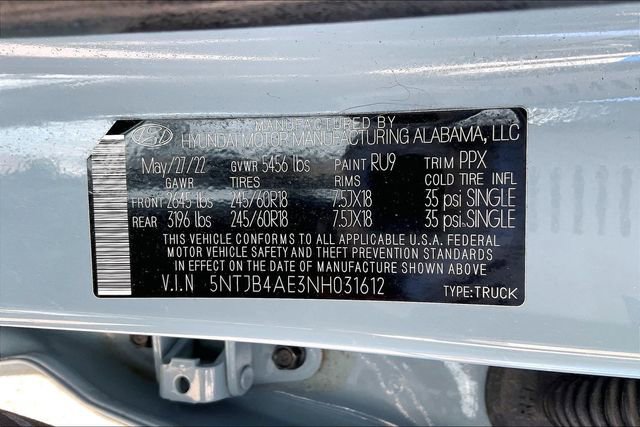 MANUFACTURED BY
HYUNDAI MOTOR MANUFACTURING ALABAMA, LLC
May/27/22 GVWR 5456 lbs PAINT RU9 TRIM PPX
GAWR TIRES RIMS COLD TIRE INFL
FRONT 2645 lbs 245/60R18 7.5JX18 35 psi SINGLE
REAR 3196 lbs 245/60R18 7.5JX18 35 psi SINGLE
THIS VEHICLE CONFORMS TO ALL APPLICABLE U.S.A. FEDERAL
MOTOR VEHICLE SAFETY AND THEFT PREVENTION STANDARDS
IN EFFECT ON THE DATE OF MANUFACTURE SHOWN ABOVE
V.I.N 5NTJB4AE3NH031612 TYPE:TRUCK